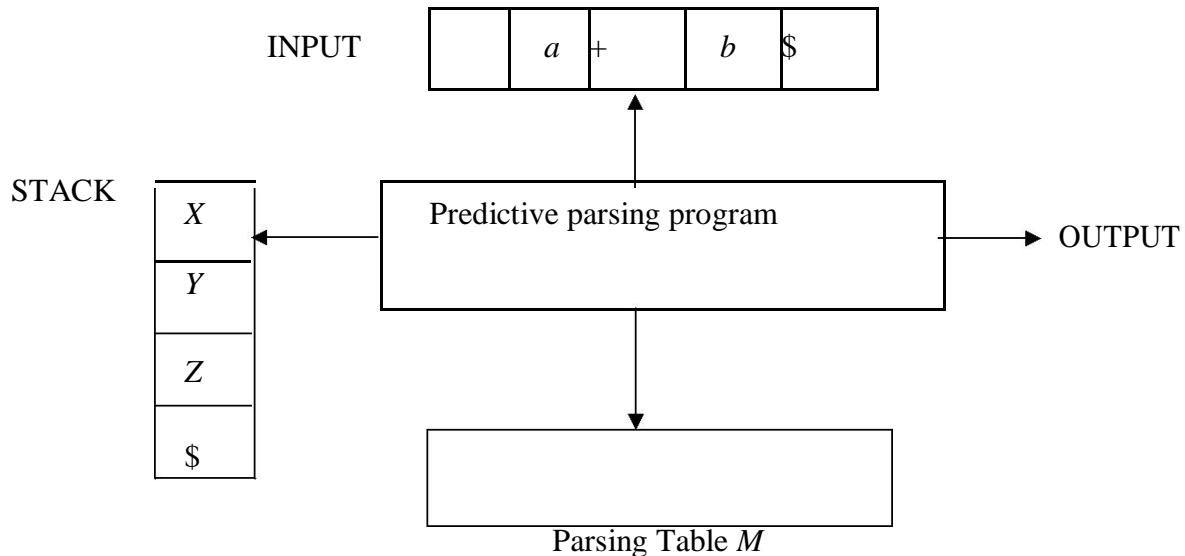 INPUT a + b $
STACK
X
Predictive parsing program
OUTPUT
Y
Z
$
Parsing Table M